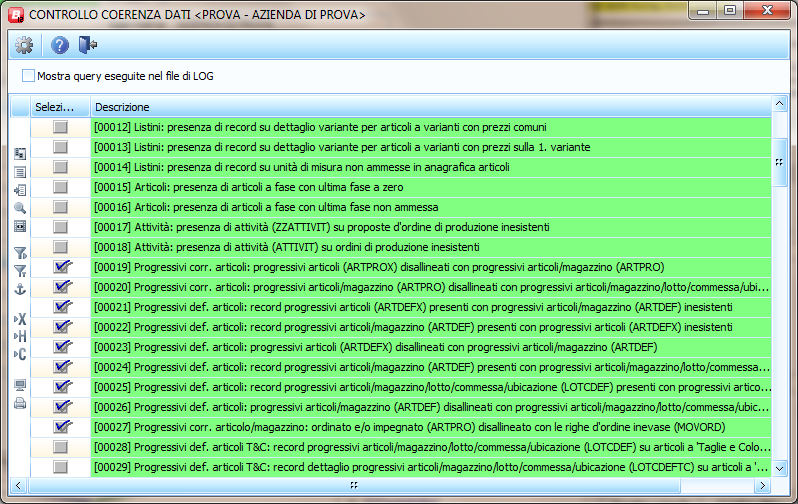 CONTROLLO COERENZA DATI <PROVA - AZIENDA DI PROVA>
Mostra query eseguite nel file di LOG
Selezi... Descrizione
[00012] Listini: presenza di record su dettaglio variante per articoli a varianti con prezzi comuni
[00013] Listini: presenza di record su dettaglio variante per articoli a varianti con prezzi sulla 1. variante
[00014] Listini: presenza di record su unità di misura non ammesse in anagrafica articoli
[00015] Articoli: presenza di articoli a fase con ultima fase a zero
[00016] Articoli: presenza di articoli a fase con ultima fase non ammessa
[00017] Attività: presenza di attività (ZZATTIVIT) su proposte d'ordine di produzione inesistenti
[00018] Attività: presenza di attività (ATTIVIT) su ordini di produzione inesistenti
[00019] Progressivi corr. articoli: progressivi articoli (ARTPROX) disallineati con progressivi articoli/magazzino (ARTPRO)
[00020] Progressivi corr. articoli: progressivi articoli/magazzino (ARTPRO) disallineati con progressivi articoli/magazzino/lotto/commessa/ubi...
[00021] Progressivi def. articoli: record progressivi articoli (ARTDEFX) presenti con progressivi articoli/magazzino (ARTDEF) inesistenti
[00022] Progressivi def. articoli: record progressivi articoli/magazzino (ARTDEF) presenti con progressivi articoli (ARTDEFX) inesistenti
[00023] Progressivi def. articoli: progressivi articoli (ARTDEFX) disallineati con progressivi articoli/magazzino (ARTDEF)
[00024] Progressivi def. articoli: record progressivi articoli/magazzino (ARTDEF) presenti con progressivi articoli/magazzino/lotto/commessa...
[00025] Progressivi def. articoli: record progressivi articoli/magazzino/lotto/commessa/ubicazione (LOTCDEF) presenti con progressivi artico...
[00026] Progressivi def. articoli: progressivi articoli/magazzino (ARTDEF) disallineati con progressivi articoli/magazzino/lotto/commessa/ubic...
[00027] Progressivi corr. articolo/magazzino: ordinato e/o impegnato (ARTPRO) disallineato con le righe d'ordine inevase (MOVORD)
[00028] Progressivi def. articoli T&C: record progressivi articoli/magazzino/lotto/commessa/ubicazione (LOTCDEF) su articoli a 'Taglie e Colo...
[00029] Progressivi def. articoli T&C: record dettaglio progressivi articoli/magazzino/lotto/commessa/ubicazione (LOTCDEFTC) su articoli a '...
X
H
C